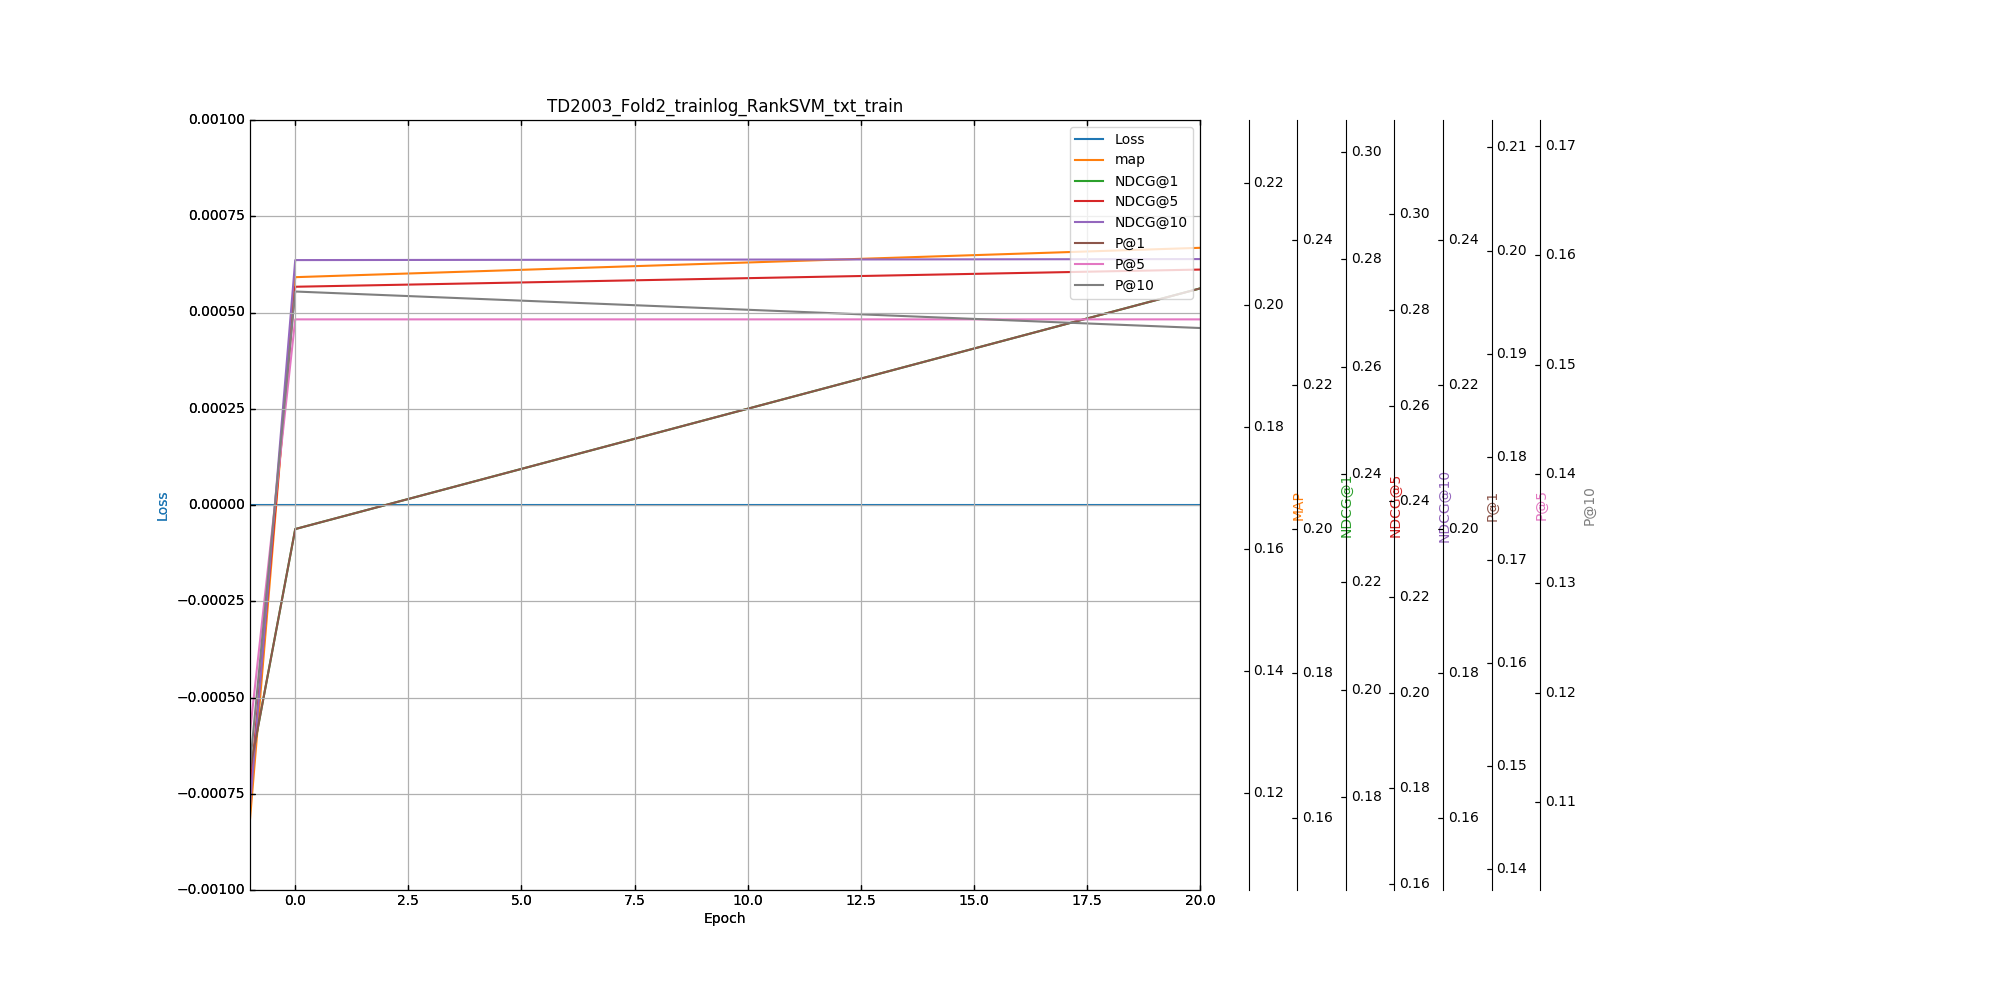 TD2003_Fold2_trainlog_RankSVM_txt_train
Loss
map
NDCG@1
NDCG@5
NDCG@10
P@1
P@5
P@10
0.00100
0.00075
0.00050
0.00025
0.00000
−0.00025
−0.00050
−0.00075
−0.00100
Loss
0.0 2.5 5.0 7.5 10.0 12.5 15.0 17.5 20.0
Epoch
0.22
0.20
0.18
0.16
0.14
0.12
MAP
0.24
0.22
0.20
0.18
0.16
NDCG@1
0.30
0.28
0.26
0.24
0.22
0.20
0.18
NDCG@5
0.30
0.28
0.26
0.24
0.22
0.20
0.18
0.16
NDCG@10
0.24
0.22
0.20
0.18
0.16
P@1
0.21
0.20
0.19
0.18
0.17
0.16
0.15
0.14
P@5
0.17
0.16
0.15
0.14
0.13
0.12
0.11
P@10